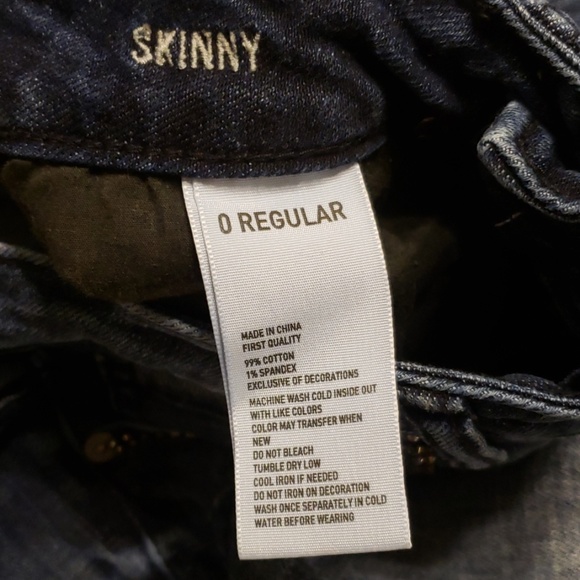 SKINNY
0 REGULAR
MADE IN CHINA
FIRST QUALITY
99% COTTON
1% SPANDEX
EXCLUSIVE OF DECORATIONS
MACHINE WASH COLD INSIDE OUT
WITH LIKE COLORS
COLOR MAY TRANSFER WHEN
NEW
DO NOT BLEACH
TUMBLE DRY LOW
COOL IRON IF NEEDED
DO NOT IRON ON DECORATION
WASH ONCE SEPARATELY IN COLD
WATER BEFORE WEARING